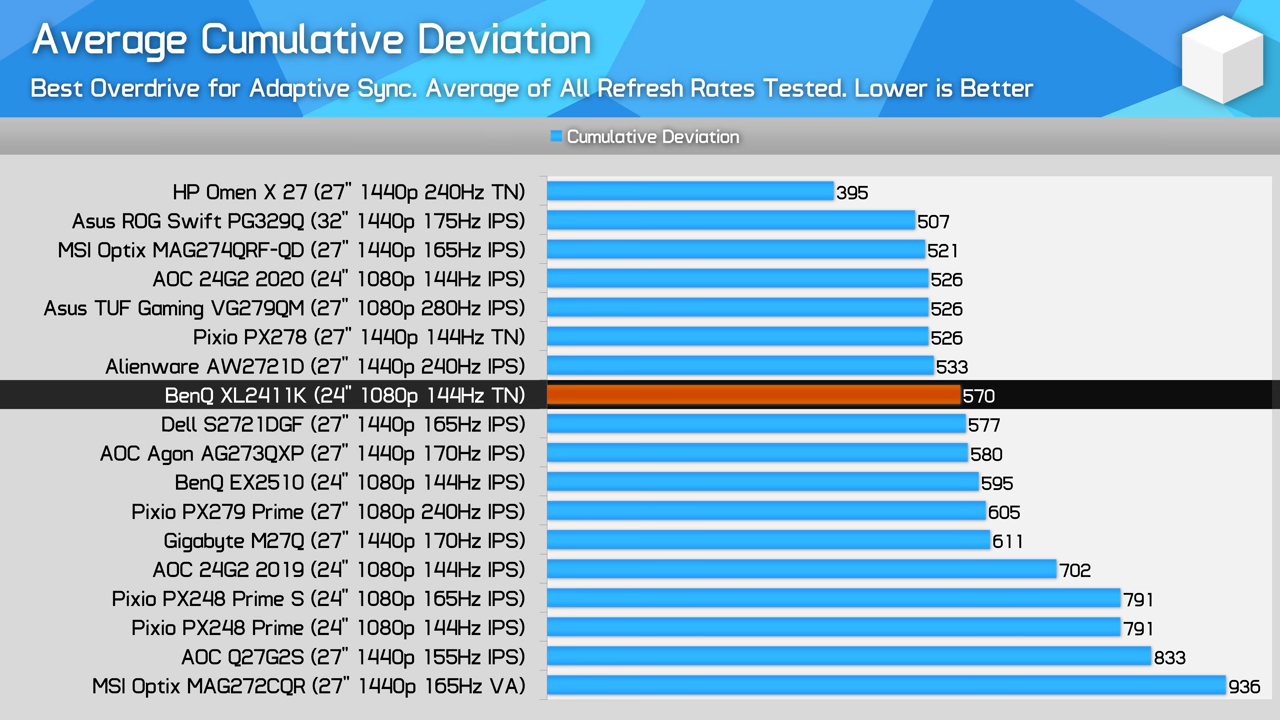 Average Cumulative Deviation
Best Overdrive for Adaptive Sync. Average of All Refresh Rates Tested. Lower is Better
Cumulative Deviation
HP Omen X 27 (27" 1440p 240Hz TN) 395
Asus ROG Swift PG329Q (32" 1440p 175Hz IPS) 507
MSI Optix MAG274QRF-QD (27" 1440p 165Hz IPS) 521
AOC 24G2 2020 (24" 1080p 144Hz IPS) 526
Asus TUF Gaming VG279QM (27" 1080p 280Hz IPS) 526
Pixio PX278 (27" 1440p 144Hz TN) 526
Alienware AW2721D (27" 1440p 240Hz IPS) 533
BenQ XL2411K (24" 1080p 144Hz TN) 570
Dell S2721DGF (27" 1440p 165Hz IPS) 577
AOC Agon AG273QXP (27" 1440p 170Hz IPS) 580
BenQ EX2510 (24" 1080p 144Hz IPS) 595
Pixio PX279 Prime (27" 1080p 240Hz IPS) 605
Gigabyte M27Q (27" 1440p 170Hz IPS) 611
AOC 24G2 2019 (24" 1080p 144Hz IPS) 702
Pixio PX248 Prime S (24" 1080p 165Hz IPS) 791
Pixio PX248 Prime (24" 1080p 144Hz IPS) 791
AOC Q27G2S (27" 1440p 155Hz IPS) 833
MSI Optix MAG272CQR (27" 1440p 165Hz VA) 936